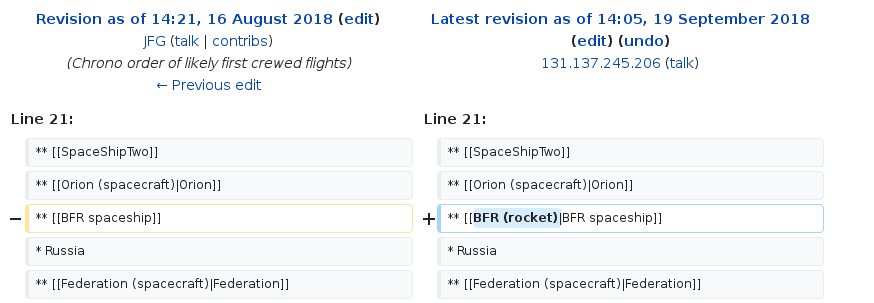 Revision as of 14:21, 16 August 2018 (edit)
JFG (talk | contribs)
(Chrono order of likely first crewed flights)
← Previous edit
Latest revision as of 14:05, 19 September 2018
(edit) (undo)
131.137.245.206 (talk)
Line 21:
Line 21:
** [[SpaceShipTwo]]
** [[SpaceShipTwo]]
** [[Orion (spacecraft)|Orion]]
** [[Orion (spacecraft)|Orion]]
− ** [[BFR spaceship]]
+ ** [[BFR (rocket)|BFR spaceship]]
* Russia
* Russia
** [[Federation (spacecraft)|Federation]]
** [[Federation (spacecraft)|Federation]]